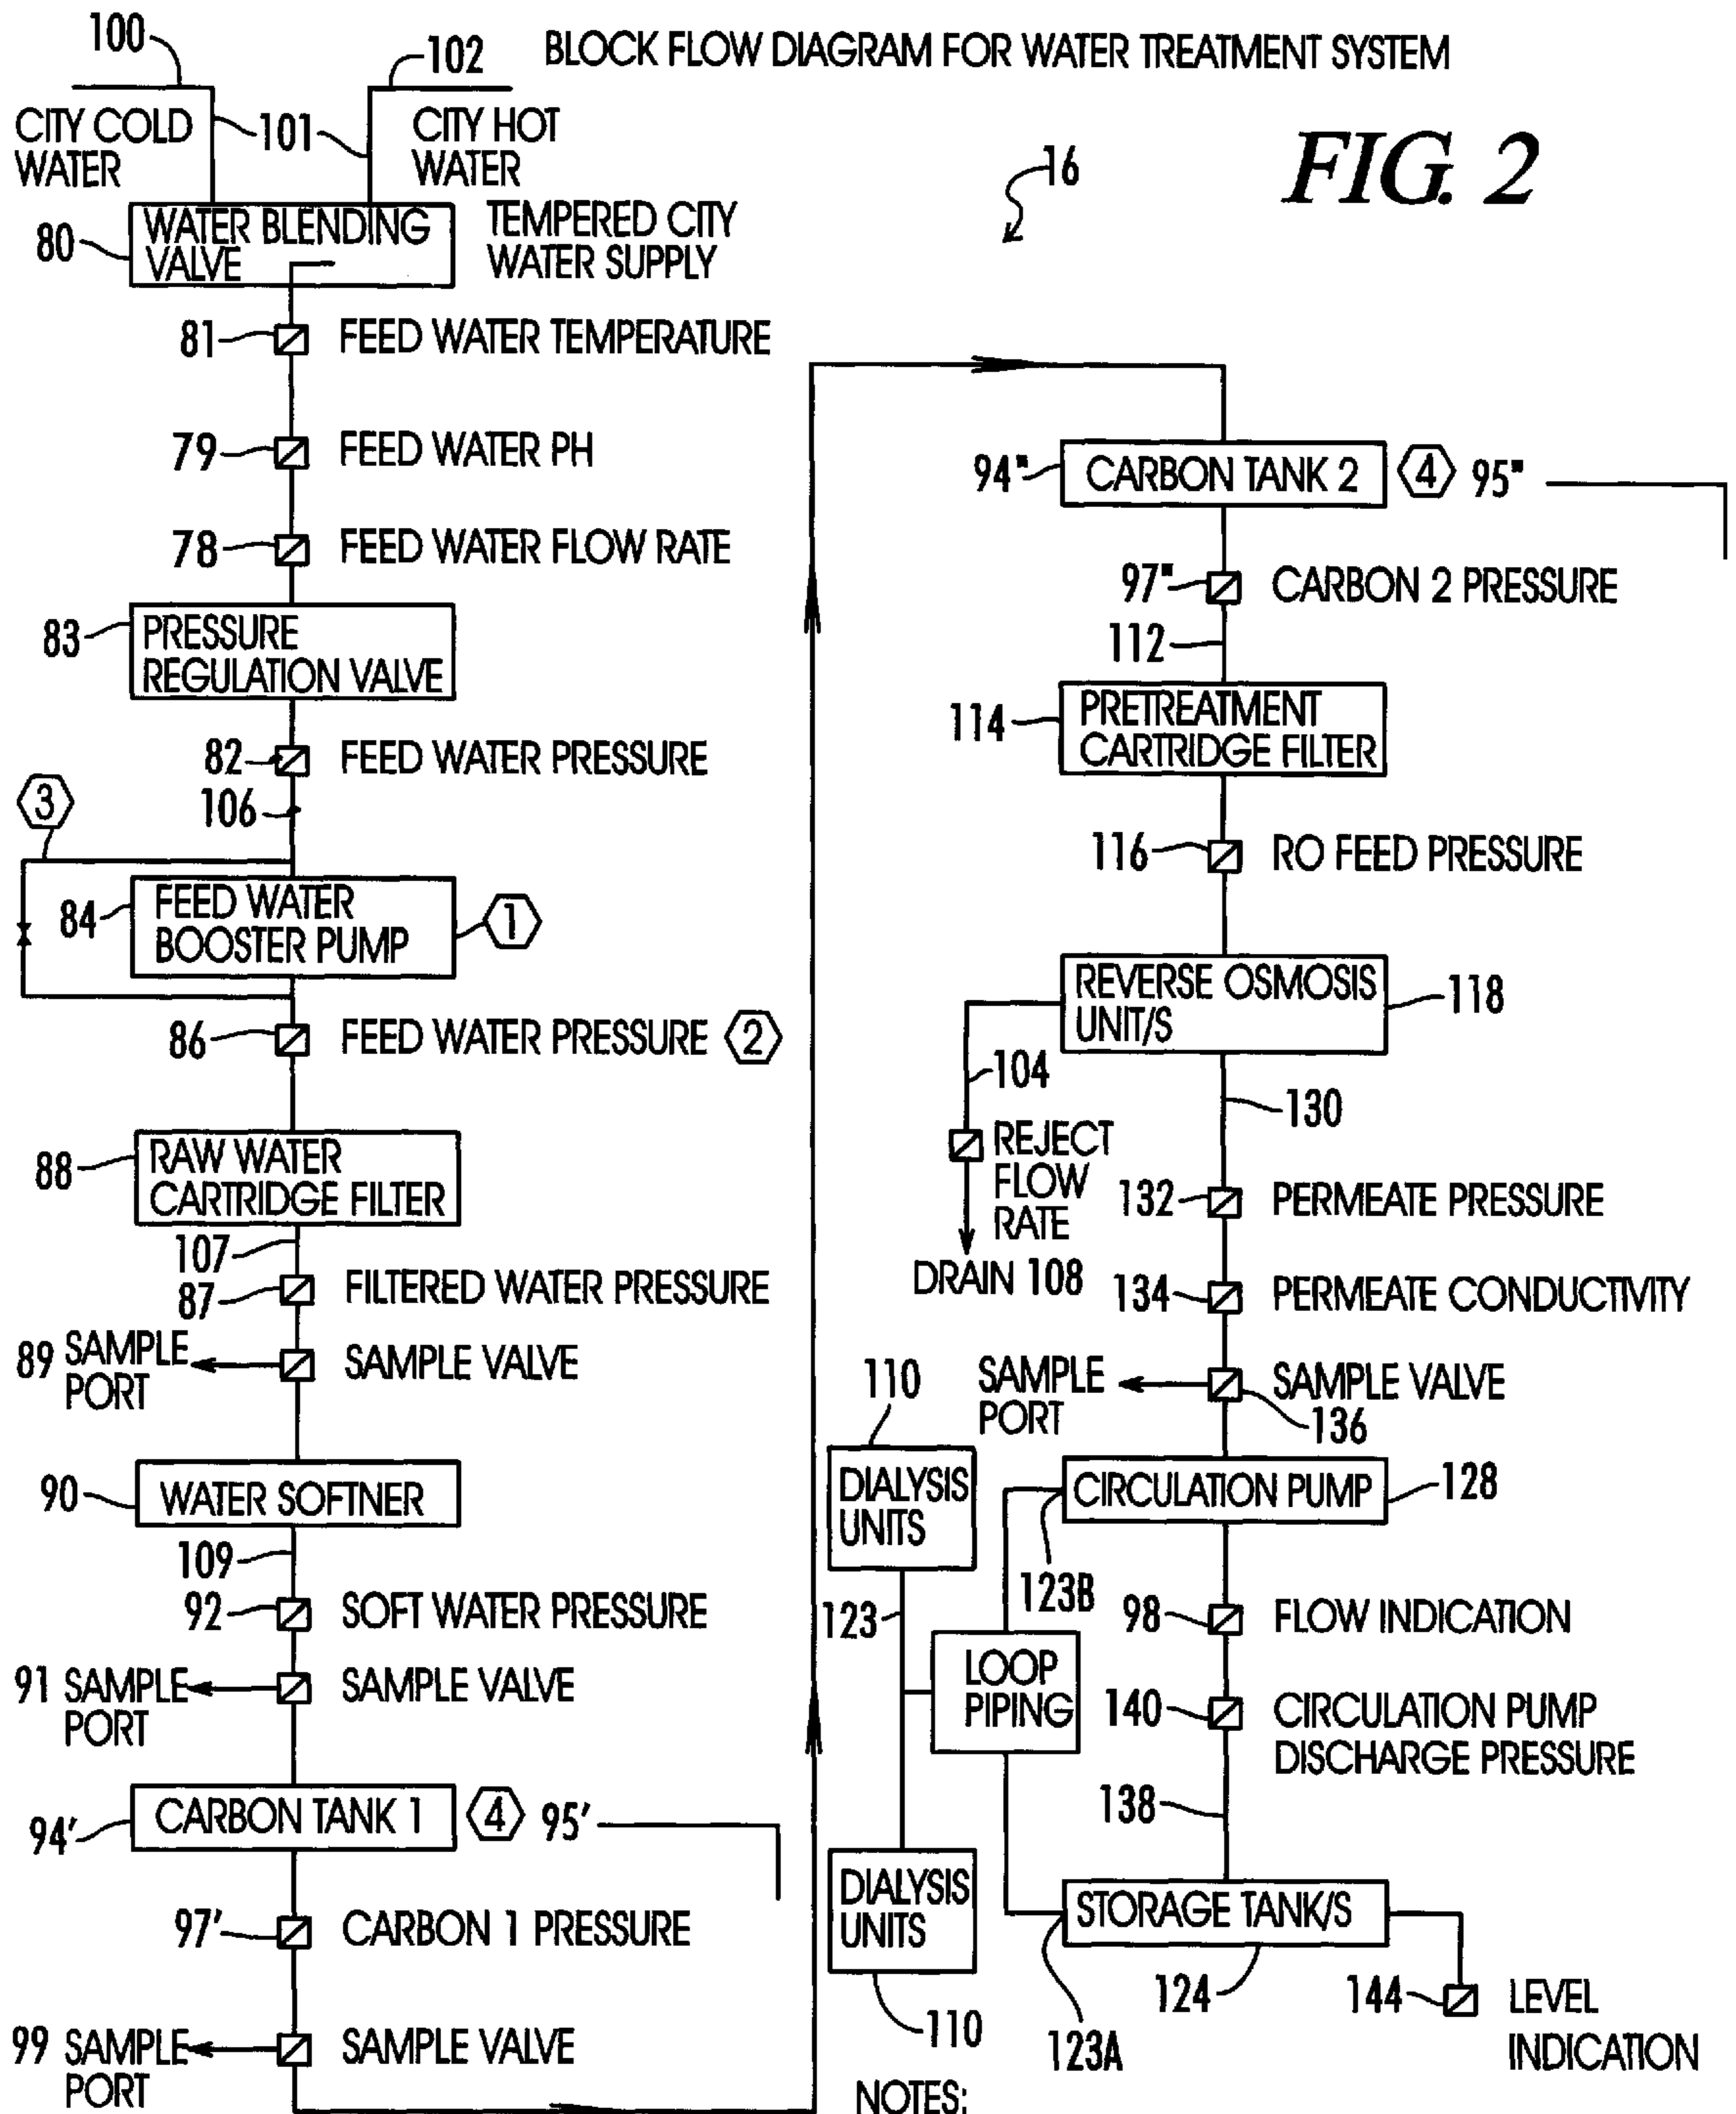 BLOCK FLOW DIAGRAM FOR WATER TREATMENT SYSTEM
FIG. 2
16
100
102
CITY COLD
WATER
101
CITY HOT
WATER
80
WATER BLENDING
VALVE
TEMPERED CITY
WATER SUPPLY
81
FEED WATER TEMPERATURE
79
FEED WATER PH
78
FEED WATER FLOW RATE
83
PRESSURE
REGULATION VALVE
82
FEED WATER PRESSURE
106
3
84
FEED WATER
BOOSTER PUMP
1
86
FEED WATER PRESSURE
2
88
RAW WATER
CARTRIDGE FILTER
107
87
FILTERED WATER PRESSURE
89 SAMPLE
PORT
SAMPLE VALVE
90
WATER SOFTNER
109
92
SOFT WATER PRESSURE
91 SAMPLE
PORT
SAMPLE VALVE
94'
CARBON TANK 1
4
95'
97'
CARBON 1 PRESSURE
99 SAMPLE
PORT
SAMPLE VALVE
94"
CARBON TANK 2
4
95"
97"
CARBON 2 PRESSURE
112
114
PRETREATMENT
CARTRIDGE FILTER
116
RO FEED PRESSURE
REVERSE OSMOSIS
UNIT/S
118
104
130
REJECT
FLOW
RATE
DRAIN 108
132
PERMEATE PRESSURE
134
PERMEATE CONDUCTIVITY
SAMPLE
PORT
SAMPLE VALVE
136
110
DIALYSIS
UNITS
CIRCULATION PUMP
128
123B
123
98
FLOW INDICATION
LOOP
PIPING
140
CIRCULATION PUMP
DISCHARGE PRESSURE
138
DIALYSIS
UNITS
110
STORAGE TANK/S
124
123A
144
LEVEL
INDICATION
NOTES: